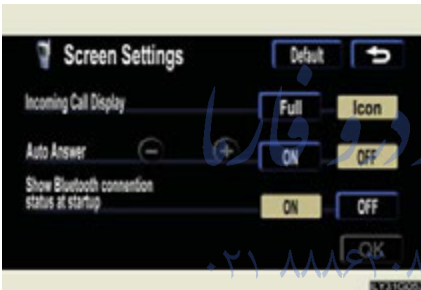 Screen Settings
Default
Incoming Call Display
Full
Icon
Auto Answer
ON
OFF
Show Bluetooth connection
status at startup
ON
OFF
OK